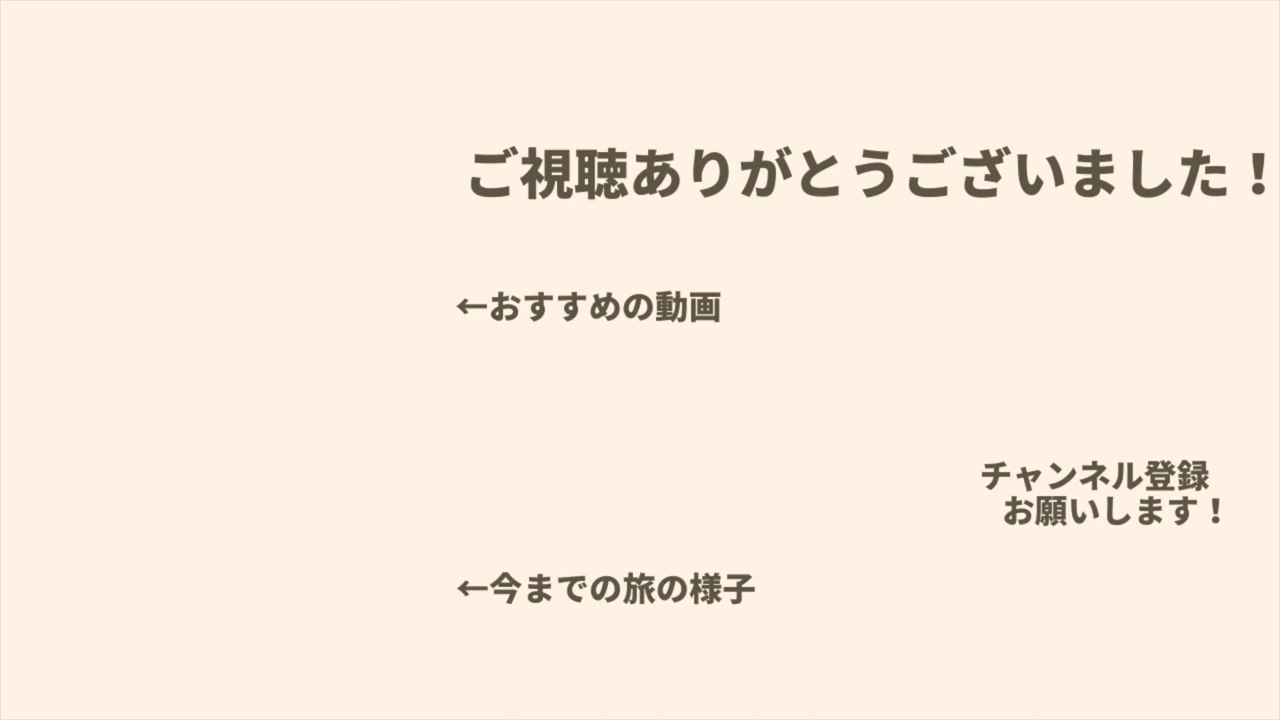 ご視聴ありがとうございました！
←おすすめの動画
チャンネル登録
お願いします！
←今までの旅の様子